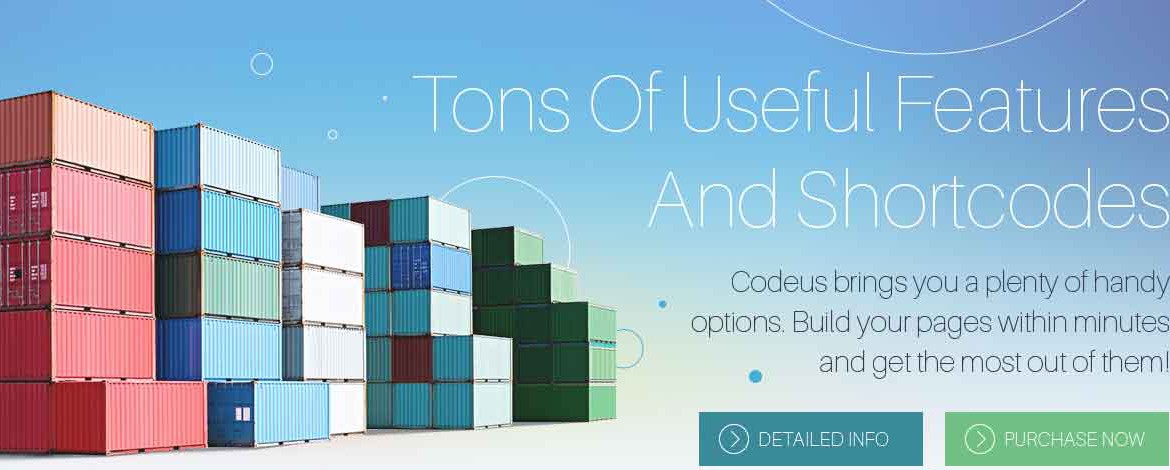 Tons Of Useful Features
And Shortcodes
Codeus brings you a plenty of handy
options. Build your pages within minutes
and get the most out of them!
DETAILED INFO
PURCHASE NOW